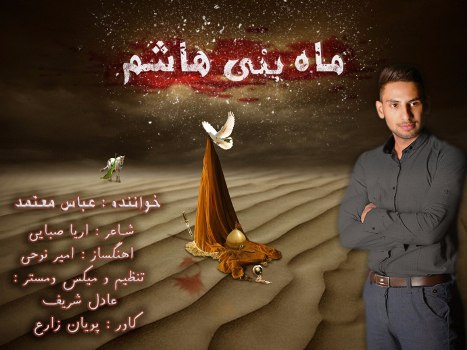 ماه بنی هاشم
خواننده : عباس معتمد
شاعر : اریا صبایی
اهنگساز : امیر نوحی
تنظیم و میکس ومستر :
عادل شریف
کاور : پویان زارع